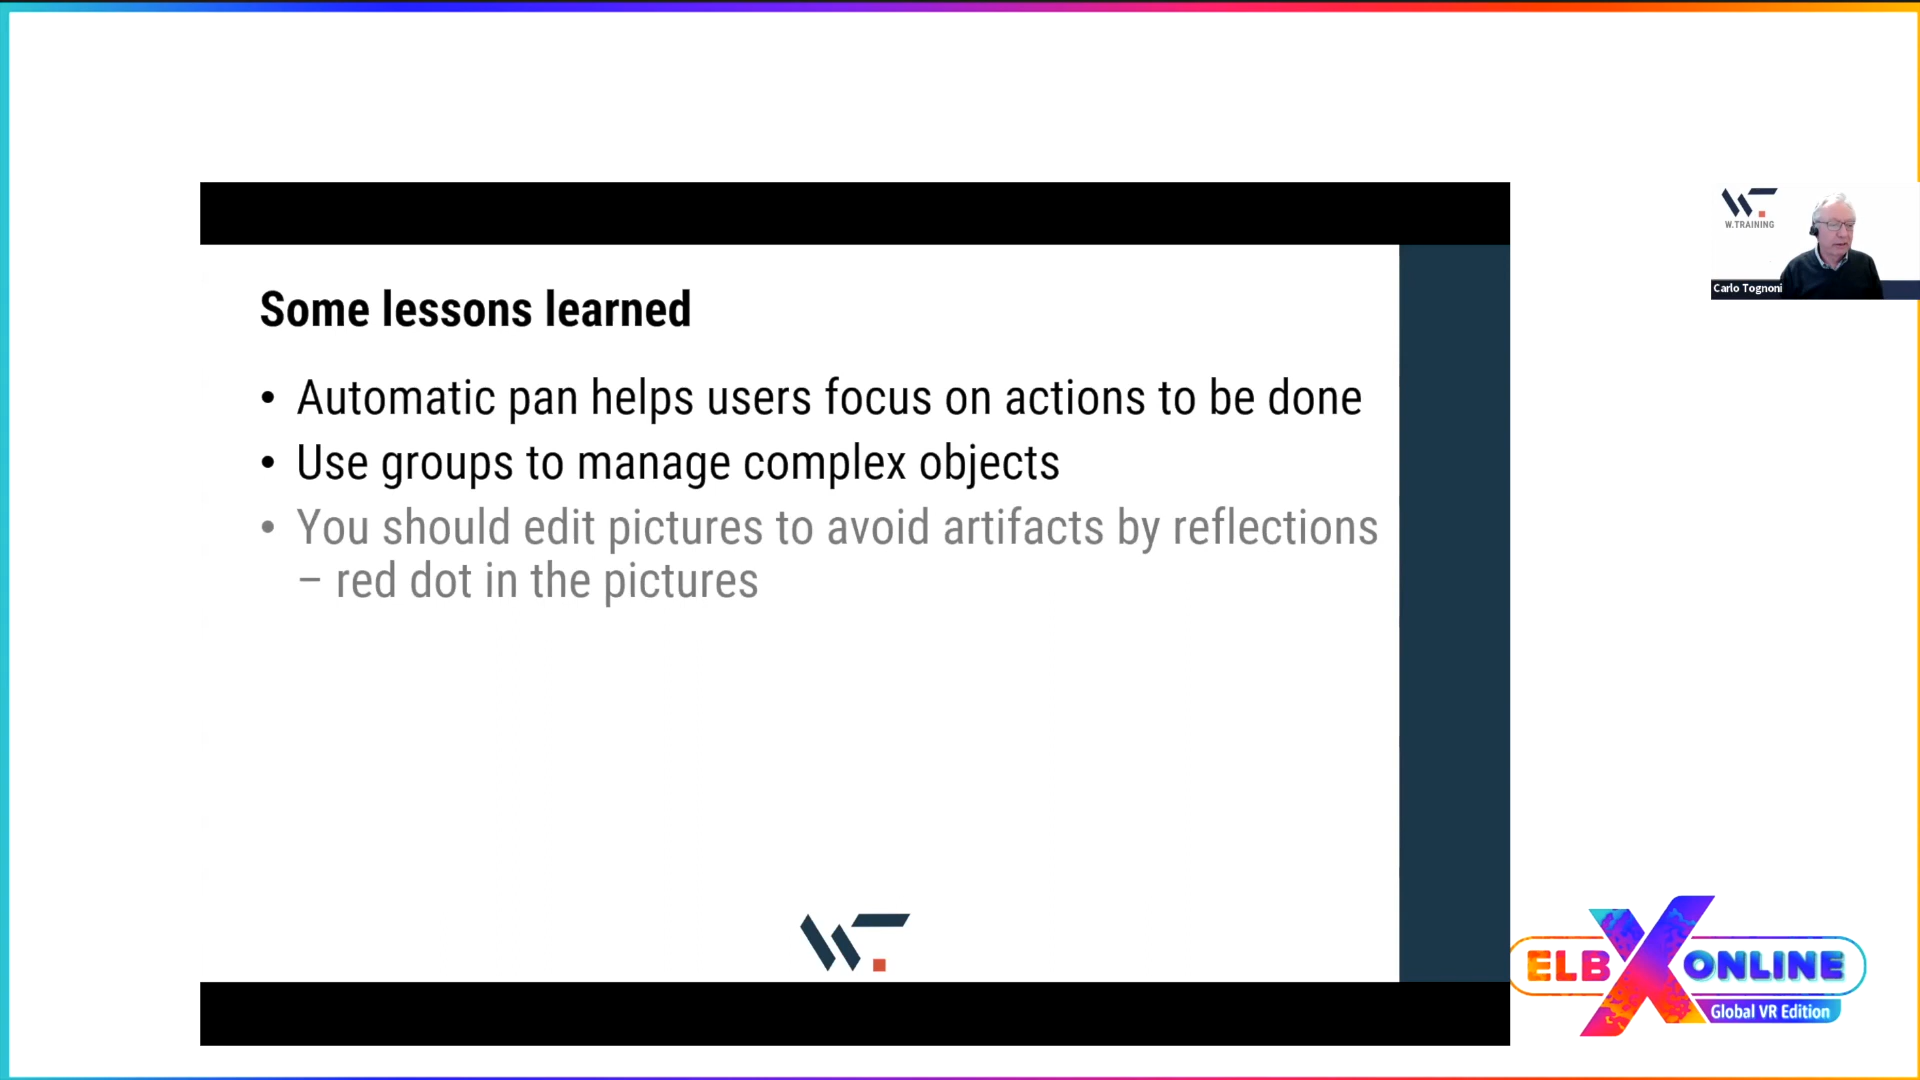 W.TRAINING
Carlo Tognoni
Some lessons learned
• Automatic pan helps users focus on actions to be done
• Use groups to manage complex objects
• You should edit pictures to avoid artifacts by reflections
– red dot in the pictures
ELBX ONLINE
Global VR Edition